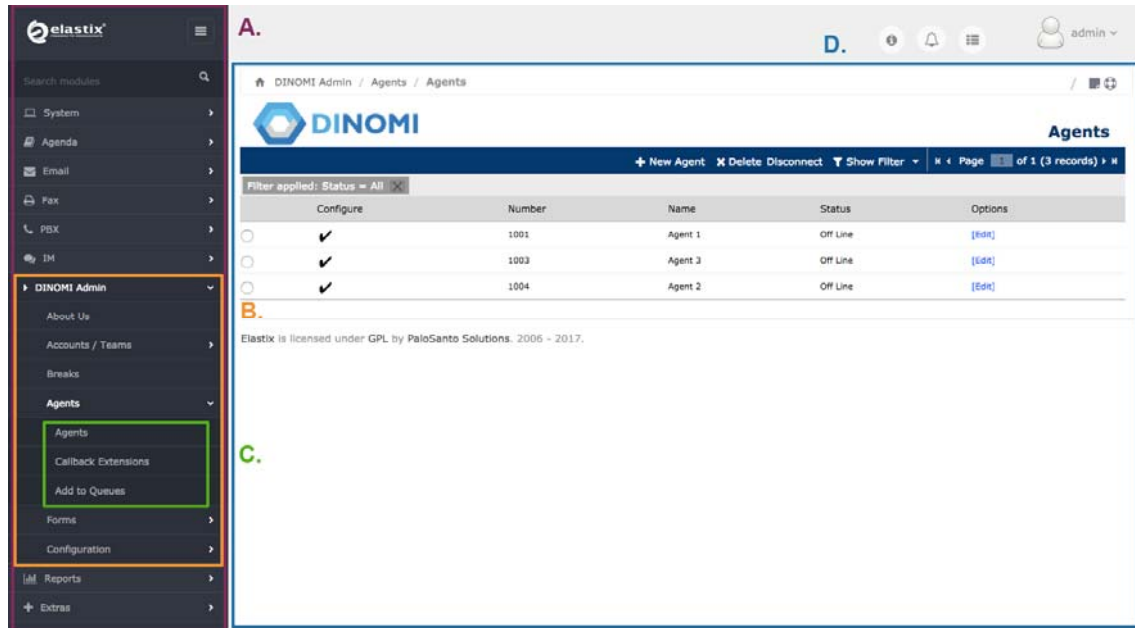 elastix
A.
D.
admin
Search modules
System
Agenda
Email
Fax
PBX
IM
DINOMI Admin
About Us
Accounts / Teams
Breaks
Agents
Agents
Callback Extensions
Add to Queues
Forms
Configuration
Reports
Extras
DINOMI Admin / Agents / Agents
/
DINOMI
Agents
New Agent Delete Disconnect Show Filter Page 1 of 1 (3 records)
Filter applied: Status = All X
Configure Number Name Status Options
1001 Agent 1 Off Line [Edit]
1003 Agent 3 Off Line [Edit]
1004 Agent 2 Off Line [Edit]
B.
Elastix is licensed under GPL by PaloSanto Solutions. 2006 - 2017.
C.